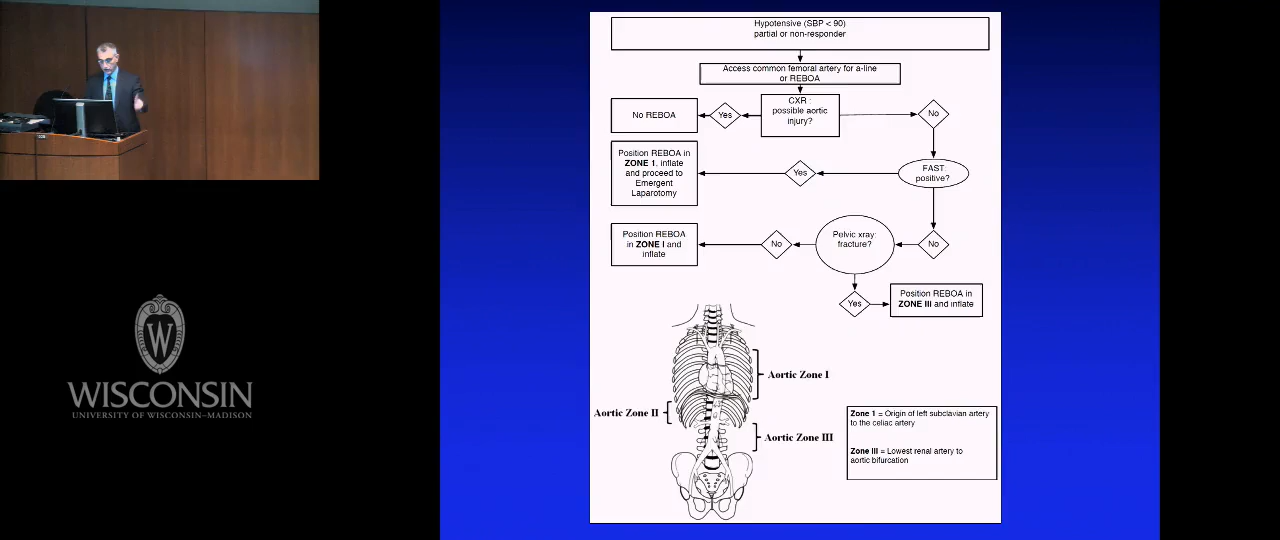 Hypotensive (SBP < 90)
partial or non-responder
Access common femoral artery for a-line
or REBOA
CXR :
possible aortic
injury?
No REBOA
Yes
No
Position REBOA in
ZONE 1, inflate
and proceed to
Emergent
Laparotomy
Yes
FAST:
positive?
Position REBOA
in ZONE I and
inflate
No
Pelvic xray:
fracture?
No
Yes
Position REBOA in
ZONE III and inflate
Aortic Zone I
Aortic Zone II
Aortic Zone III
Zone 1 = Origin of left subclavian artery
to the celiac artery
Zone III = Lowest renal artery to
aortic bifurcation
W
WISCONSIN
UNIVERSITY OF WISCONSIN–MADISON